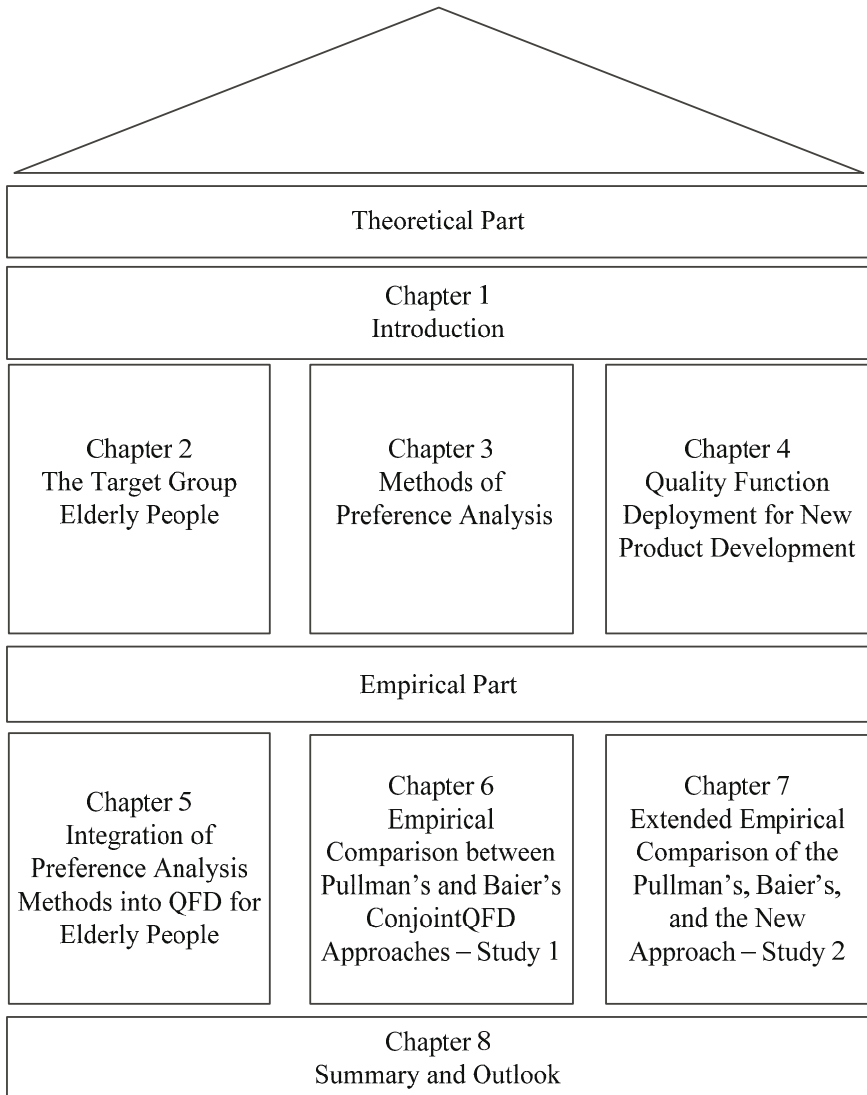 Theoretical Part
Chapter 1
Introduction
Chapter 2
The Target Group
Elderly People
Chapter 3
Methods of
Preference Analysis
Chapter 4
Quality Function
Deployment for New
Product Development
Empirical Part
Chapter 5
Integration of
Preference Analysis
Methods into QFD for
Elderly People
Chapter 6
Empirical
Comparison between
Pullman's and Baier's
ConjointQFD
Approaches – Study 1
Chapter 7
Extended Empirical
Comparison of the
Pullman's, Baier's,
and the New
Approach – Study 2
Chapter 8
Summary and Outlook